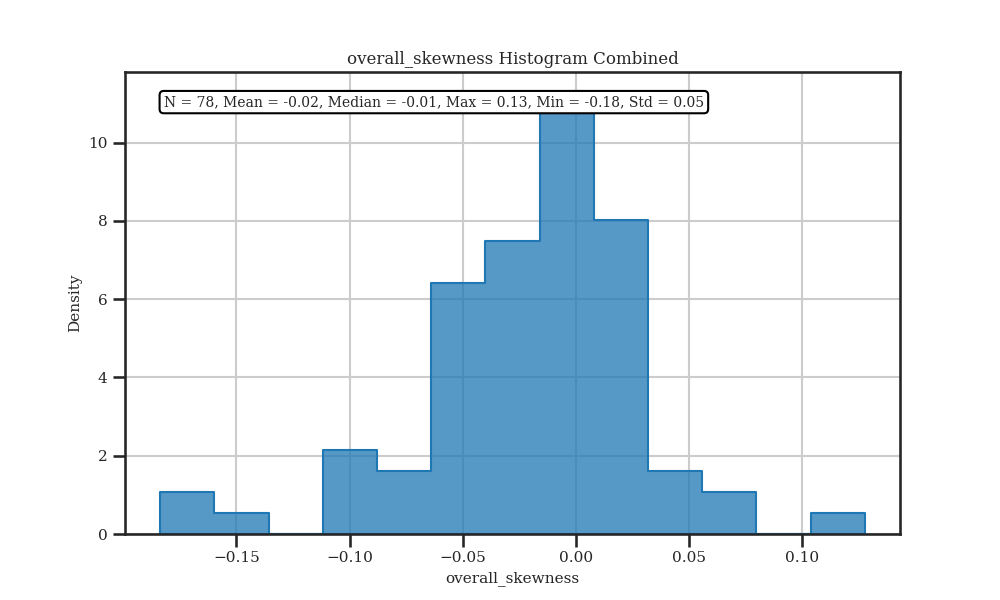 overall_skewness Histogram Combined
N = 78, Mean = -0.02, Median = -0.01, Max = 0.13, Min = -0.18, Std = 0.05
10
8
6
4
2
0
Density
−0.15 −0.10 −0.05 0.00 0.05 0.10
overall_skewness